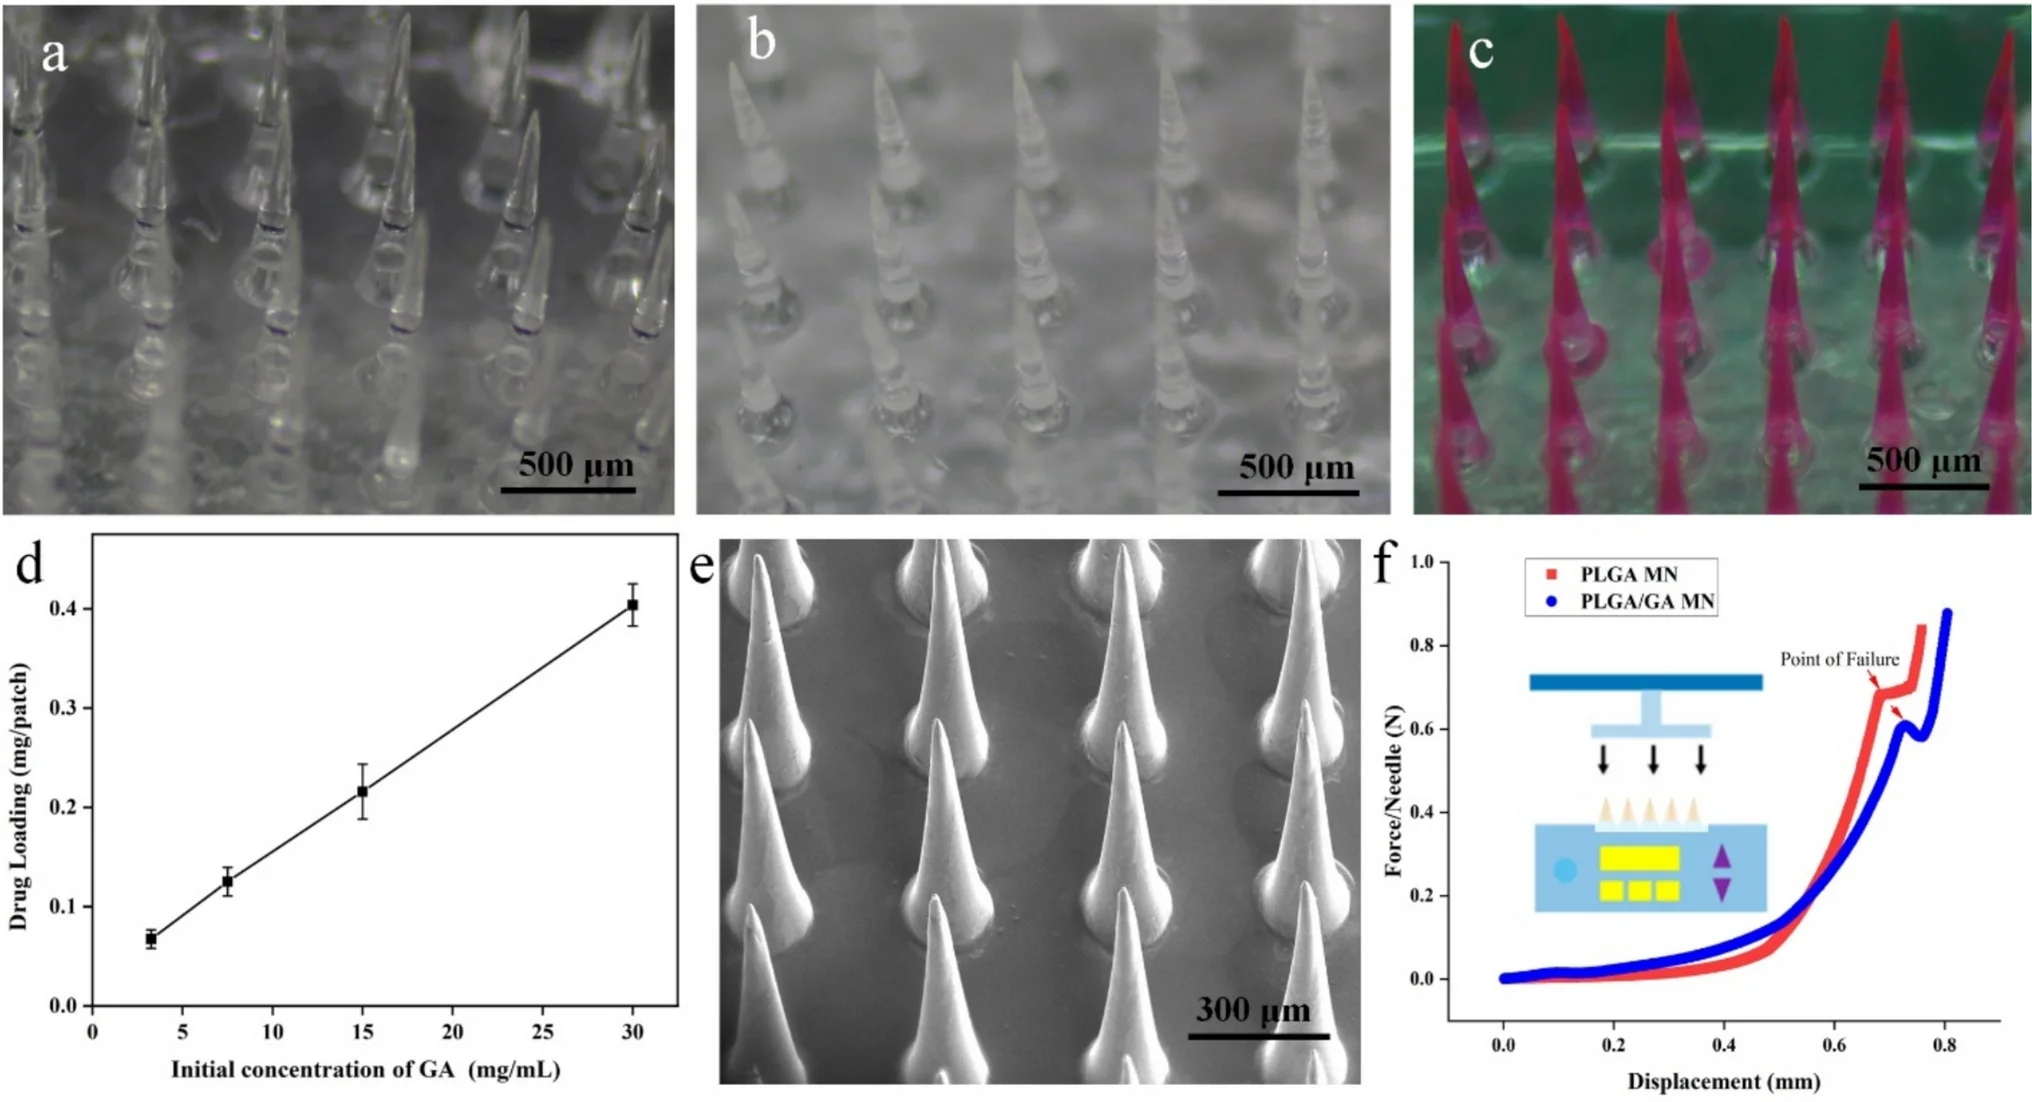 a
500 μm
b
500 μm
c
500 μm
d
Drug Loading (mg/patch)
0.4
0.3
0.2
0.1
0.0
0 5 10 15 20 25 30
Initial concentration of GA (mg/mL)
e
300 μm
f
Force/Needle (N)
1.0
0.8
0.6
0.4
0.2
0.0
PLGA MN
PLGA/GA MN
Point of Failure
0.0 0.2 0.4 0.6 0.8
Displacement (mm)